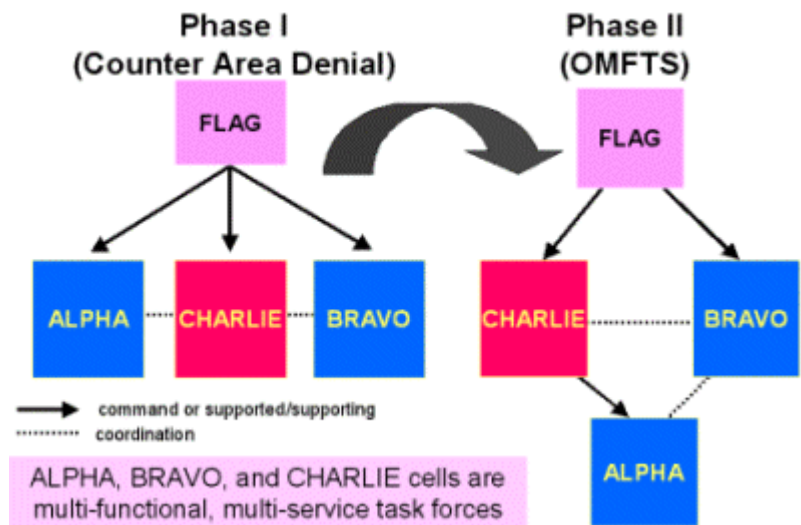 Phase I
(Counter Area Denial)
FLAG
ALPHA
CHARLIE
BRAVO
Phase II
(OMFTS)
FLAG
CHARLIE
BRAVO
ALPHA
command or supported/supporting
coordination
ALPHA, BRAVO, and CHARLIE cells are
multi-functional, multi-service task forces